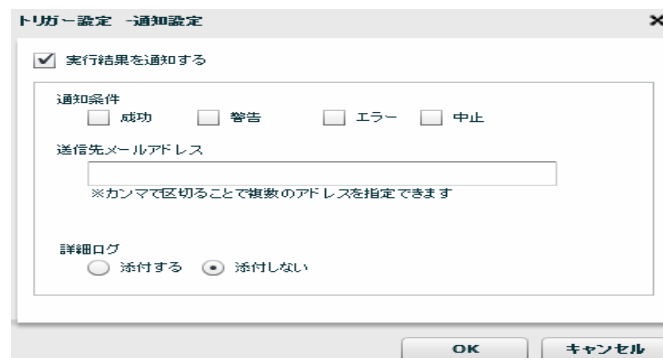 トリガー設定 -通知設定
実行結果を通知する
通知条件
成功 警告 エラー 中止
送信先メールアドレス
※カンマで区切ることで複数のアドレスを指定できます
詳細ログ
添付する 添付しない
OK キャンセル